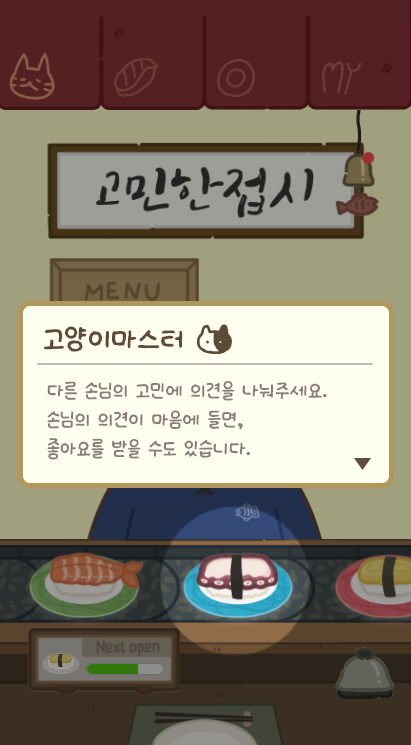 고민한접시
MENU
고양이마스터
다른 손님의 고민에 의견을 나눠주세요.
손님의 의견이 마음에 들면,
좋아요를 받을 수도 있습니다.
Next open